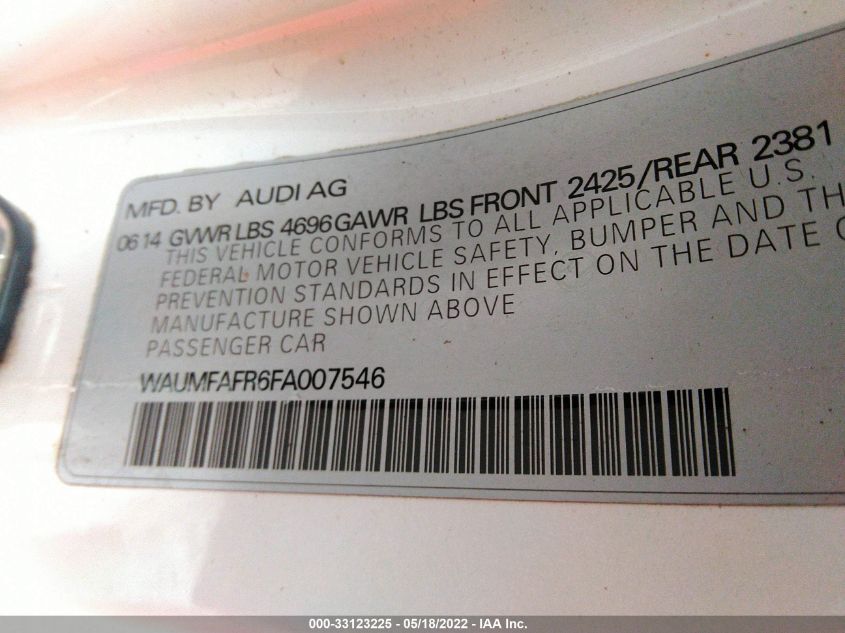 MFD. BY AUDI AG
06 14 GVWR LBS 4696 GAWR LBS FRONT 2425/REAR 2381
THIS VEHICLE CONFORMS TO ALL APPLICABLE U.S.
FEDERAL MOTOR VEHICLE SAFETY, BUMPER AND
PREVENTION STANDARDS IN EFFECT ON THE DATE
MANUFACTURE SHOWN ABOVE
PASSENGER CAR
WAUMFAFR6FA007546
000-33123225 - 05/18/2022 - IAA Inc.